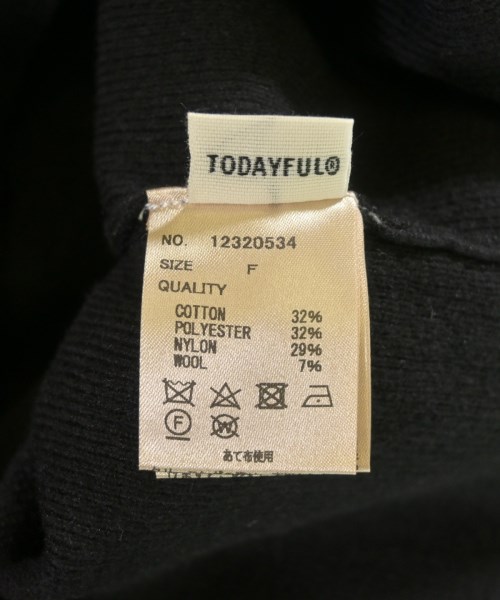 TODAYFUL®
NO. 12320534
SIZE F
QUALITY
COTTON 32%
POLYESTER 32%
NYLON 29%
WOOL 7%
F W
あて布使用